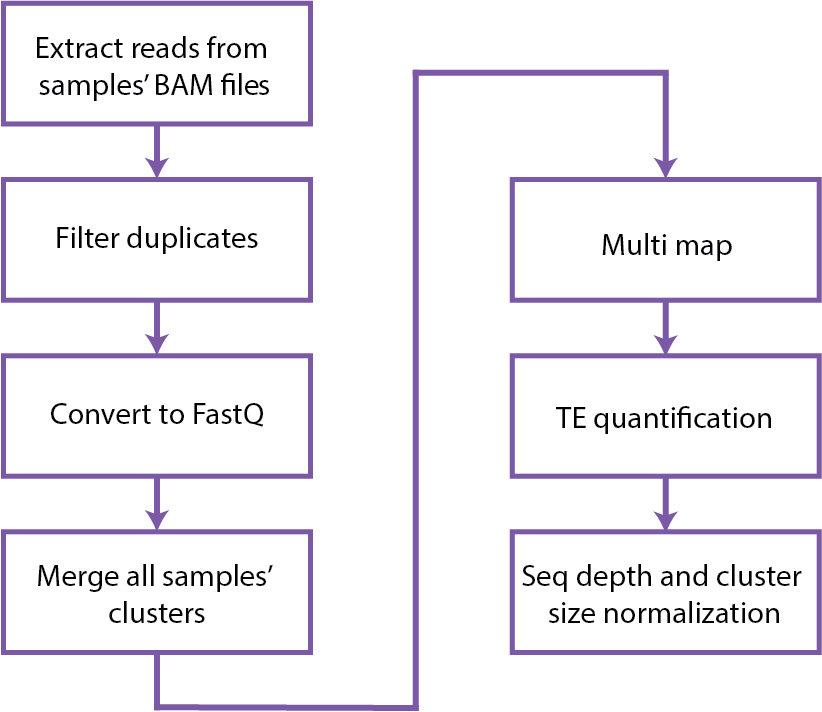 Extract reads from
samples’ BAM files
Filter duplicates
Convert to FastQ
Merge all samples’
clusters
Multi map
TE quantification
Seq depth and cluster
size normalization